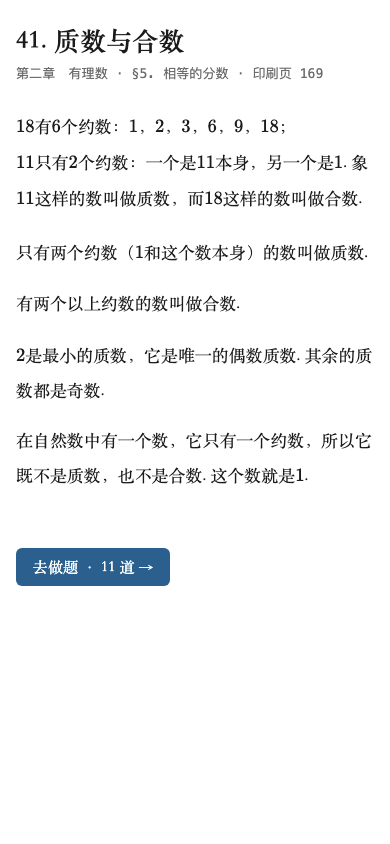 41. 质数与合数
第二章 有理数 · §5. 相等的分数 · 印刷页 169
18有6个约数：1，2，3，6，9，18；
11只有2个约数：一个是11本身，另一个是1. 象
11这样的数叫做质数，而18这样的数叫做合数.
只有两个约数（1和这个数本身）的数叫做质数.
有两个以上约数的数叫做合数.
2是最小的质数，它是唯一的偶数质数. 其余的质
数都是奇数.
在自然数中有一个数，它只有一个约数，所以它
既不是质数，也不是合数. 这个数就是1.
去做题 · 11 道 →